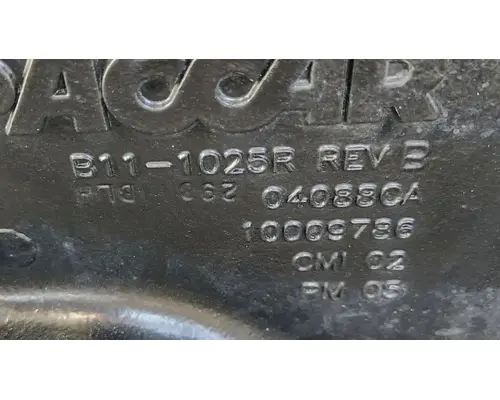 PACCAR
B11-1025R REV B
04088CA
10009786
CM 02
PM 05